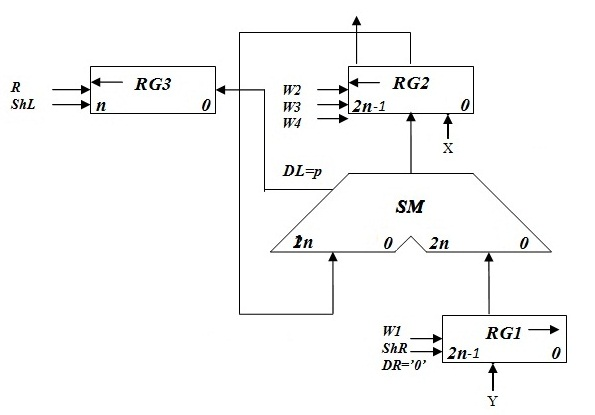 R
ShL
RG3
n 0
W2
W3
W4
RG2
2n-1 0
X
DL=p
SM
2n 0 2n 0
W1
ShR
DR='0'
RG1
2n-1 0
Y